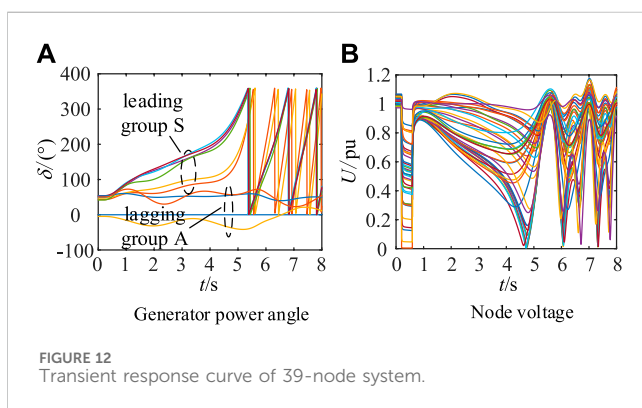 A
400
300
200
100
0
-100
δ/(°)
leading
group S
lagging
group A
0 1 2 3 4 5 6 7 8
t/s
Generator power angle
B
1.2
1
0.8
0.6
0.4
0.2
0
U/pu
0 1 2 3 4 5 6 7 8
t/s
Node voltage
FIGURE 12
Transient response curve of 39-node system.